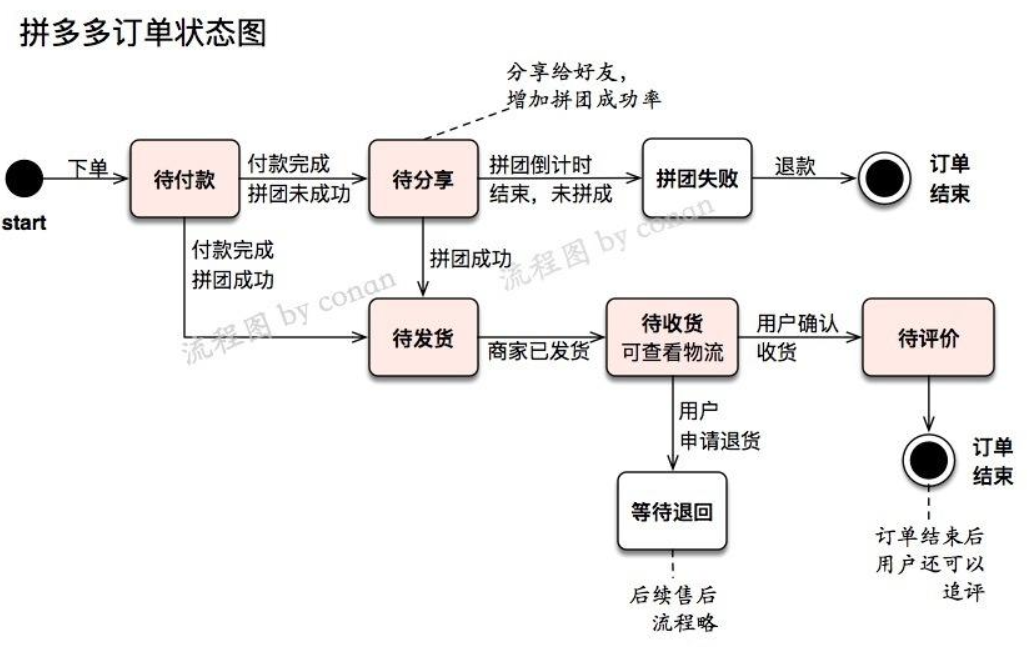 拼多多订单状态图
分享给好友，
增加拼团成功率
start
下单
待付款
付款完成
拼团未成功
待分享
拼团倒计时
结束，未拼成
拼团失败
退款
订单
结束
付款完成
拼团成功
拼团成功
流程图 by conan
流程图 by conan
待发货
商家已发货
待收货
可查看物流
用户确认
收货
待评价
用户
申请退货
订单
结束
等待退回
订单结束后
用户还可以
追评
后续售后
流程略